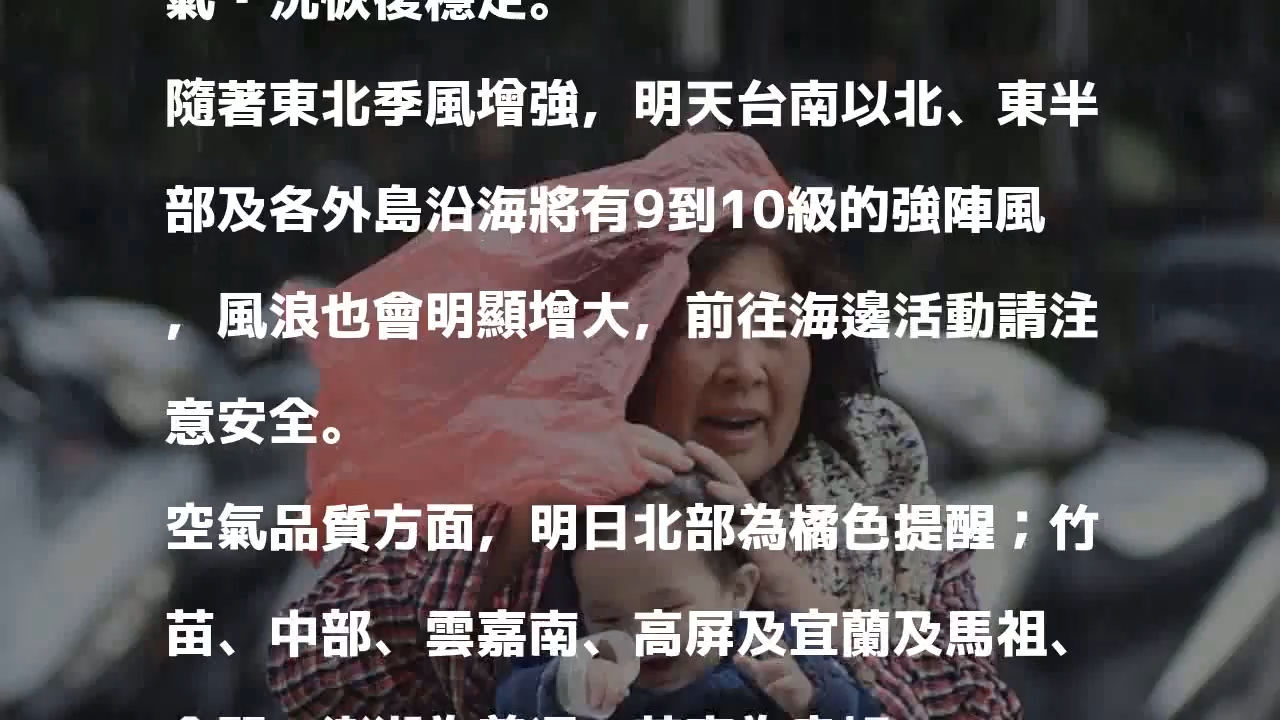 隨著東北季風增強，明天台南以北、東半
部及各外島沿海將有9到10級的強陣風
，風浪也會明顯增大，前往海邊活動請注
意安全。
空氣品質方面，明日北部為橘色提醒；竹
苗、中部、雲嘉南、高屏及宜蘭及馬祖、